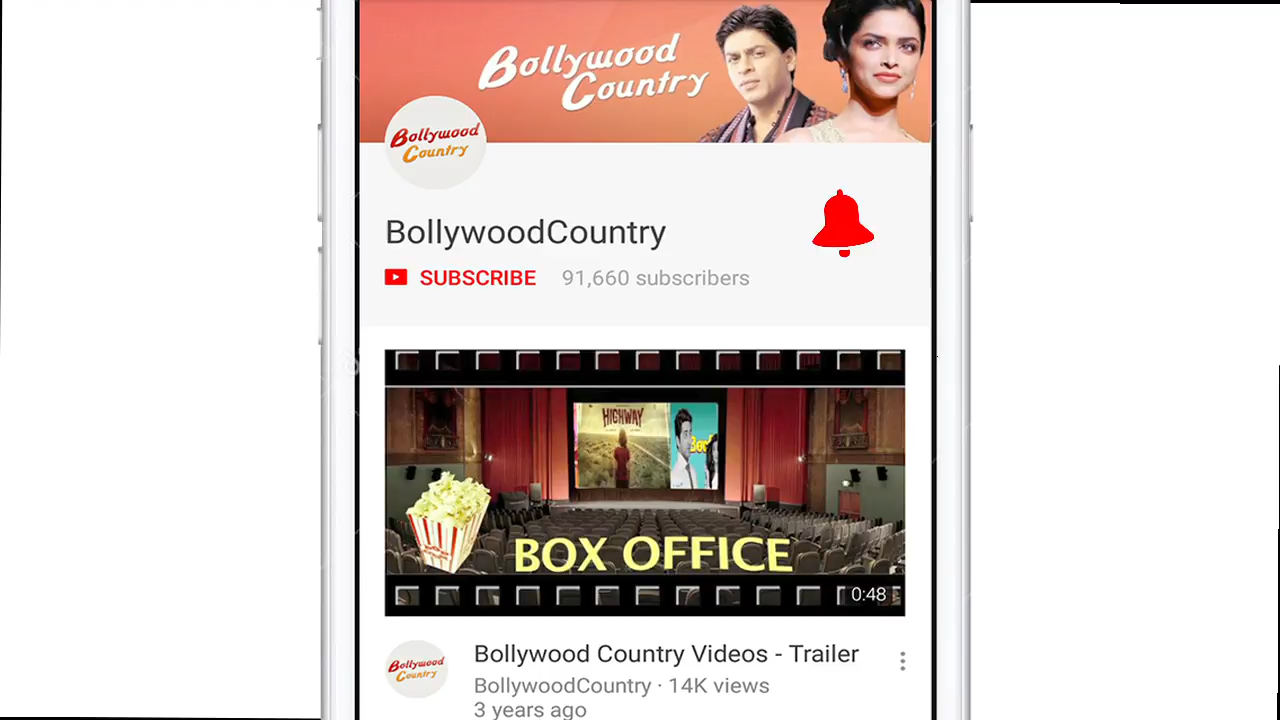 Bollywood
Country
Bollywood
Country
BollywoodCountry
SUBSCRIBE 91,660 subscribers
HIGHWAY
BOX OFFICE
0:48
Bollywood Country Videos - Trailer
Bollywood
Country
BollywoodCountry · 14K views
3 years ago